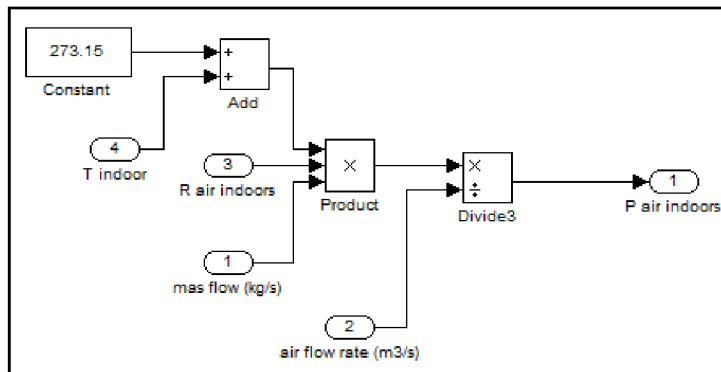 273.15
Constant
+
+
Add
4
T indoor
3
R air indoors
×
Product
1
mas flow (kg/s)
×
÷
Divide3
2
air flow rate (m3/s)
1
P air indoors